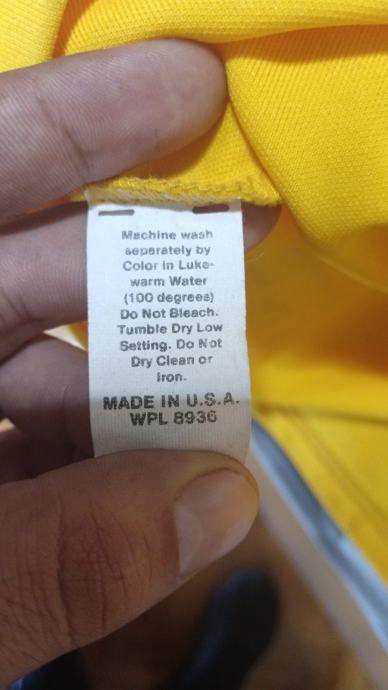 Machine wash
seperately by
Color in Luke-
warm Water
(100 degrees)
Do Not Bleach.
Tumble Dry Low
Setting. Do Not
Dry Clean or
Iron.
MADE IN U.S.A.
WPL 8936